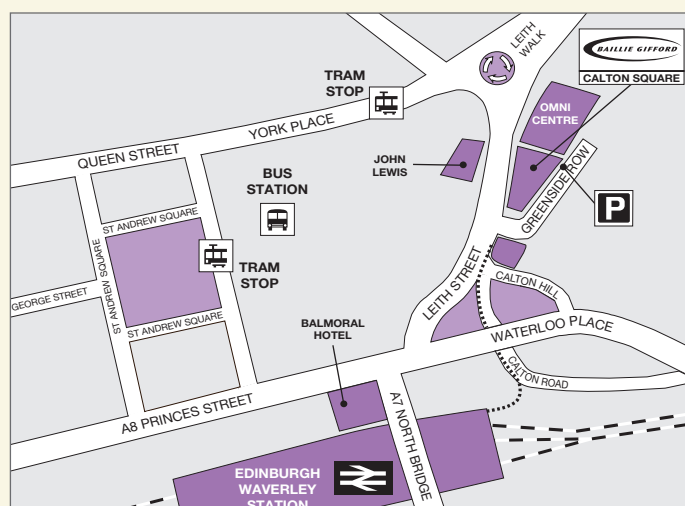 LEITH
WALK
BAILLIE GIFFORD
CALTON SQUARE
TRAM
STOP
OMNI
CENTRE
YORK PLACE
QUEEN STREET
JOHN
LEWIS
BUS
STATION
GREENSIDE ROW
P
ST ANDREW SQUARE
ST ANDREW SQUARE
TRAM
STOP
GEORGE STREET
LEITH STREET
CALTON HILL
ST ANDREW SQUARE
BALMORAL
HOTEL
WATERLOO PLACE
CALTON ROAD
A8 PRINCES STREET
A7 NORTH BRIDGE
EDINBURGH
WAVERLEY
STATION